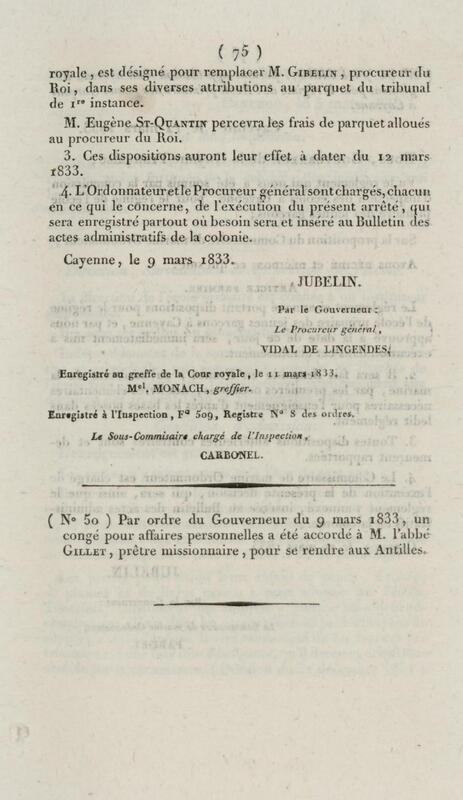 ( 75 )
royale, est désigné pour remplacer M. GIBELIN, procureur du
Roi, dans ses diverses attributions au parquet du tribunal
de 1re instance.
M. Eugène ST-QUANTIN percevra les frais de parquet alloués
au procureur du Roi.
3. Ces dispositions auront leur effet à dater du 12 mars
1833.
4. L'Ordonnateur et le Procureur général sont chargés, chacun
en ce qui le concerne, de l'exécution du présent arrêté, qui
sera enregistré partout où besoin sera et inséré au Bulletin des
actes administratifs de la colonie.
Cayenne, le 9 mars 1833.
JUBELIN.
Par le Gouverneur :
Le Procureur général,
VIDAL DE LINGENDES.
Enregistré au greffe de la Cour royale, le 11 mars 1833.
Mel. MONACH, greffier.
Enregistré à l'Inspection, Fo 509, Registre No 8 des ordres.
Le Sous-Commisaire chargé de l'Inspection,
CARBONEL.
( No 50 ) Par ordre du Gouverneur du 9 mars 1833, un
congé pour affaires personnelles a été accordé à M. l'abbé
GILLET, prêtre missionnaire, pour se rendre aux Antilles.